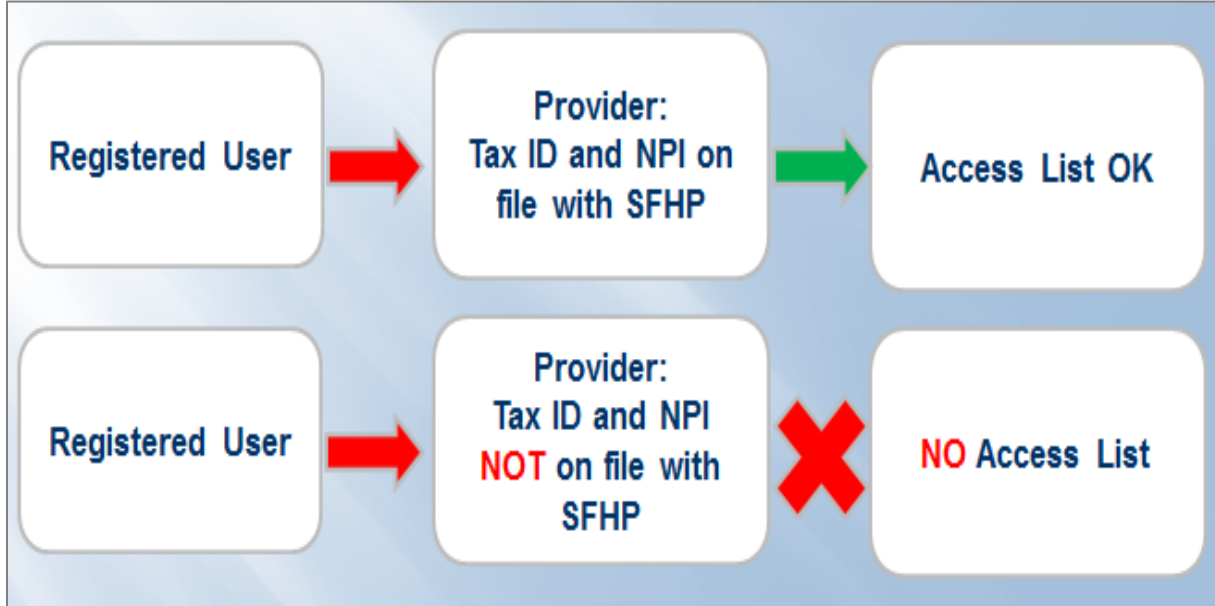 Registered User
Provider:
Tax ID and NPI on
file with SFHP
Access List OK
Registered User
Provider:
Tax ID and NPI
NOT on file with
SFHP
NO Access List